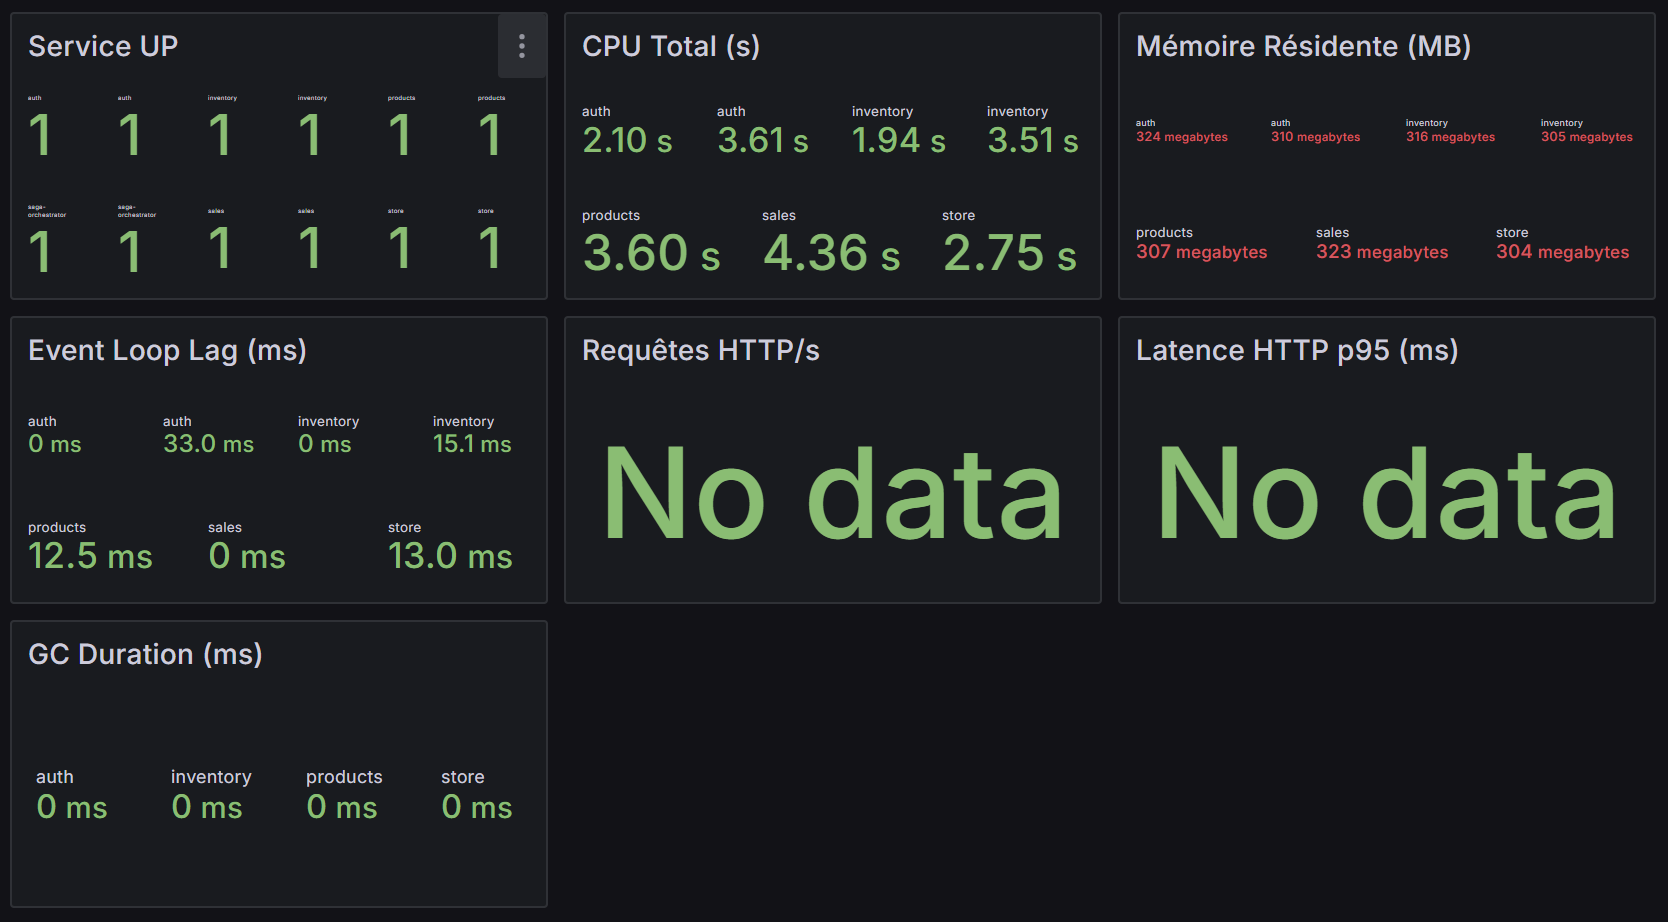 Service UP
auth auth inventory inventory products products
1 1 1 1 1 1
saga-orchestrator saga-orchestrator sales sales store store
1 1 1 1 1 1
CPU Total (s)
auth auth inventory inventory
2.10 s 3.61 s 1.94 s 3.51 s
products sales store
3.60 s 4.36 s 2.75 s
Mémoire Résidente (MB)
auth auth inventory inventory
324 megabytes 310 megabytes 316 megabytes 305 megabytes
products sales store
307 megabytes 323 megabytes 304 megabytes
Event Loop Lag (ms)
auth auth inventory inventory
0 ms 33.0 ms 0 ms 15.1 ms
products sales store
12.5 ms 0 ms 13.0 ms
Requêtes HTTP/s
No data
Latence HTTP p95 (ms)
No data
GC Duration (ms)
auth inventory products store
0 ms 0 ms 0 ms 0 ms